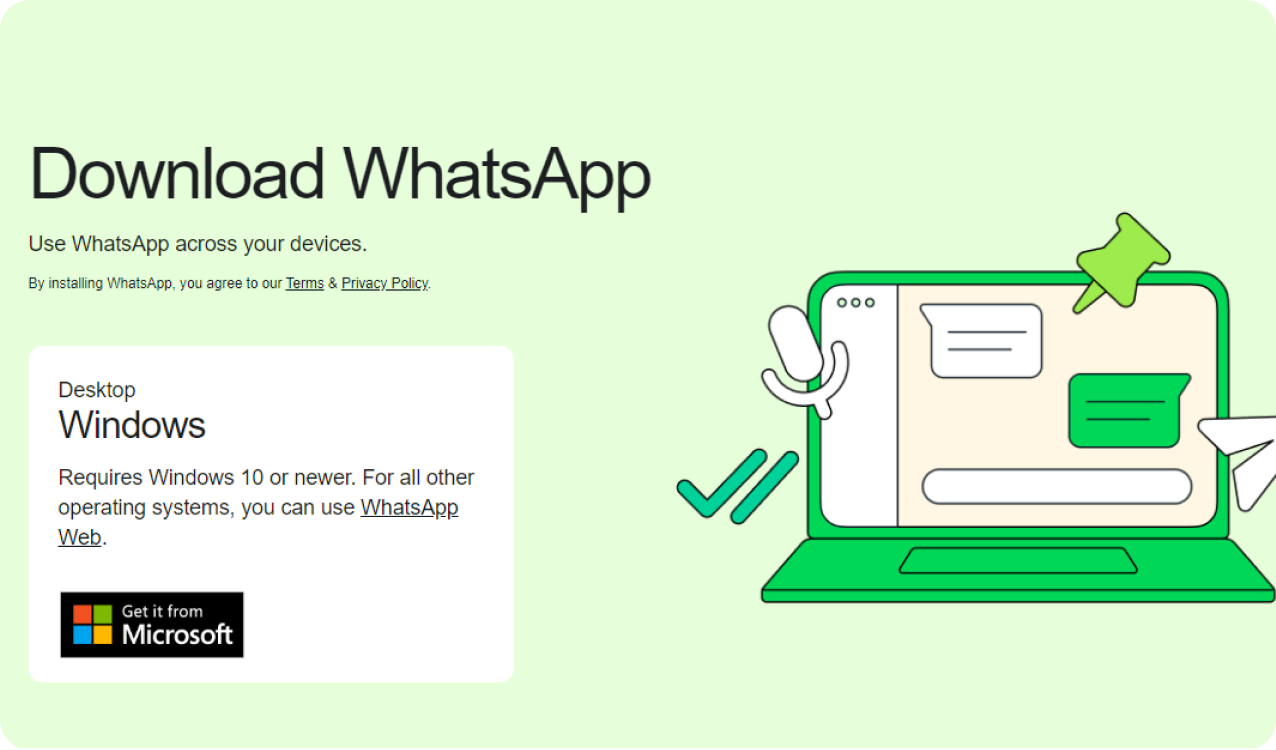 Download WhatsApp
Use WhatsApp across your devices.
By installing WhatsApp, you agree to our Terms & Privacy Policy.
Desktop
Windows
Requires Windows 10 or newer. For all other
operating systems, you can use WhatsApp
Web.
Get it from
Microsoft